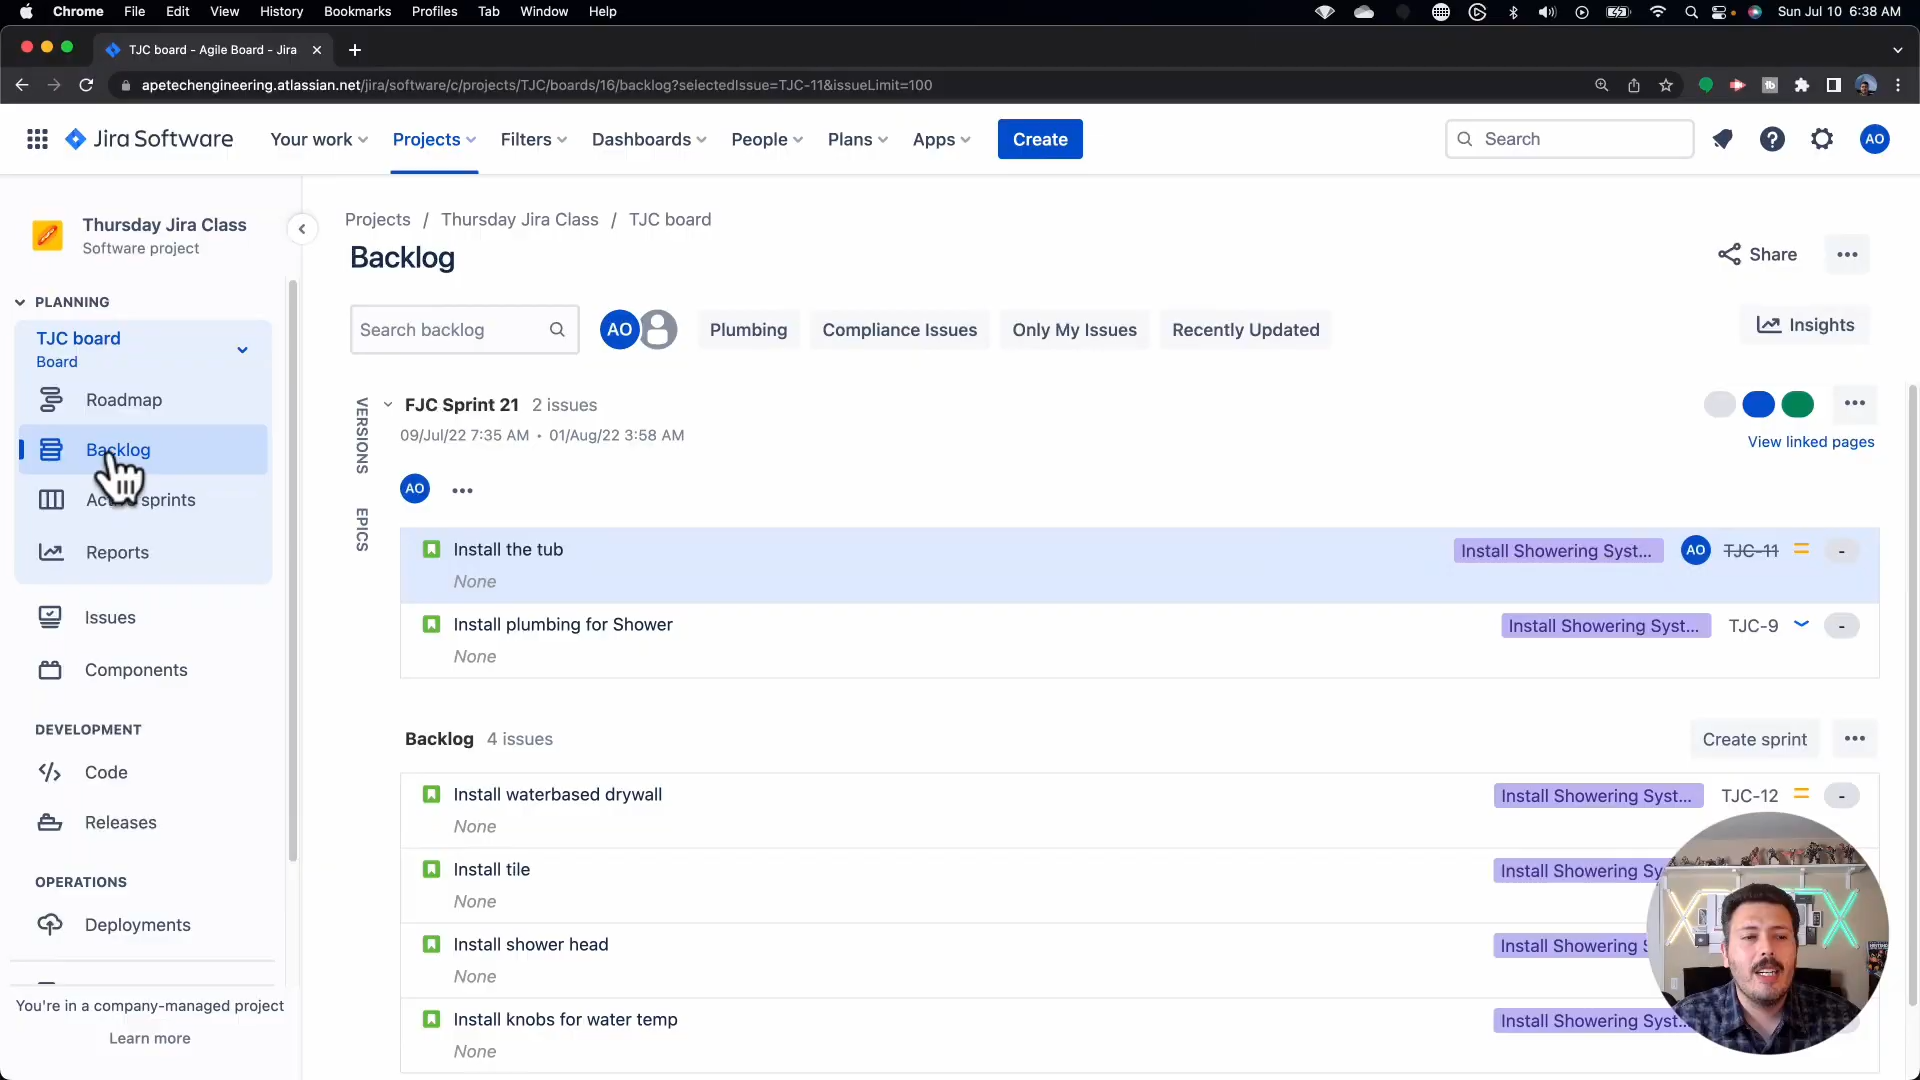 Chrome File Edit View History Bookmarks Profiles Tab Window Help
Sun Jul 10 6:38 AM
TJC board - Agile Board - Jira
apetechengineering.atlassian.net/jira/software/c/projects/TJC/boards/16/backlog?selectedIssue=TJC-11&issueLimit=100
Jira Software
Your work
Projects
Filters
Dashboards
People
Plans
Apps
Create
Search
AO
Thursday Jira Class
Software project
PLANNING
TJC board
Board
Roadmap
Backlog
sprints
Reports
Issues
Components
DEVELOPMENT
Code
Releases
OPERATIONS
Deployments
You're in a company-managed project
Learn more
Projects / Thursday Jira Class / TJC board
Backlog
Share
Search backlog
AO
Plumbing
Compliance Issues
Only My Issues
Recently Updated
Insights
VERSIONS
EPICS
FJC Sprint 21 2 issues
09/Jul/22 7:35 AM • 01/Aug/22 3:58 AM
View linked pages
AO
Install the tub
Install Showering Syst...
AO
TJC-11
-
None
Install plumbing for Shower
Install Showering Syst...
TJC-9
-
None
Backlog 4 issues
Create sprint
Install waterbased drywall
Install Showering Syst...
TJC-12
-
None
Install tile
Install Showering Sy
None
Install shower head
Install Showering
None
Install knobs for water temp
Install Showering Syst...
None